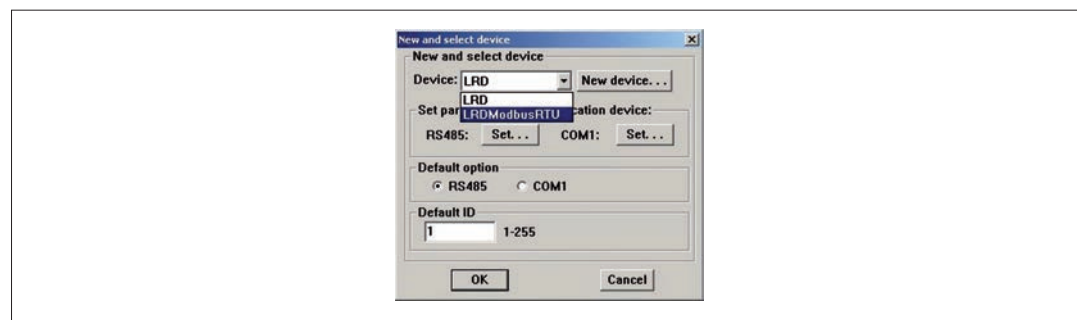 New and select device
New and select device
Device: LRD New device...
LRD
LRDModbusRTU
Set par cation device:
RS485: Set... COM1: Set...
Default option
RS485 COM1
Default ID
1 1-255
OK Cancel